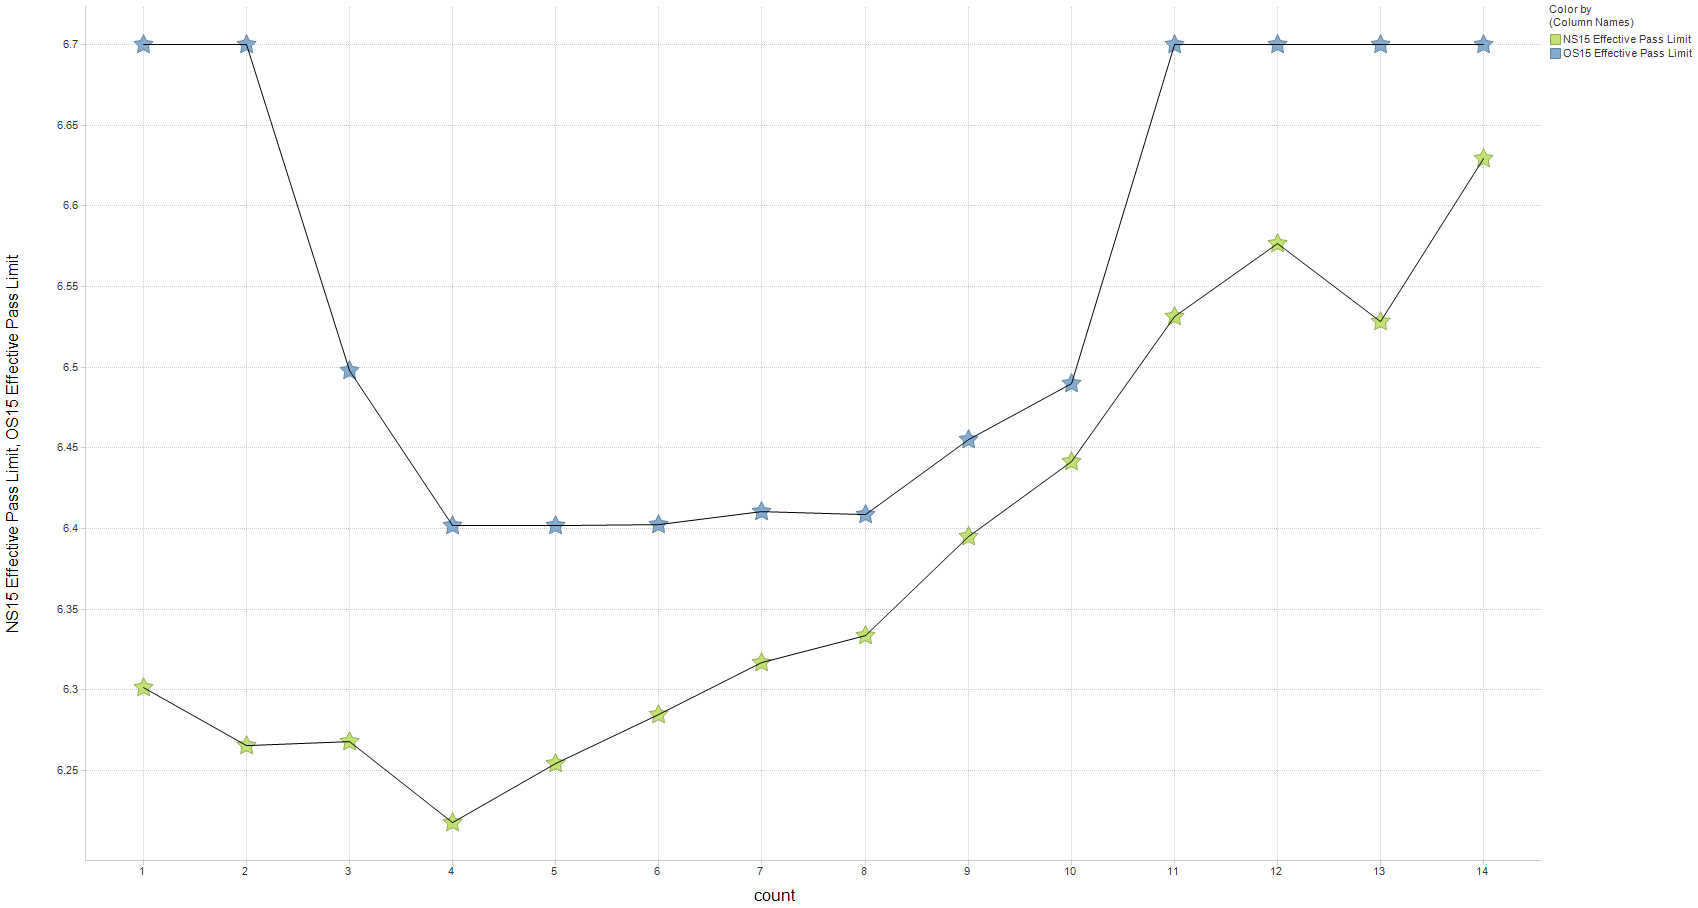 Color by
(Column Names)
NS15 Effective Pass Limit
OS15 Effective Pass Limit
NS15 Effective Pass Limit, OS15 Effective Pass Limit
6.7
6.65
6.6
6.55
6.5
6.45
6.4
6.35
6.3
6.25
1 2 3 4 5 6 7 8 9 10 11 12 13 14
count